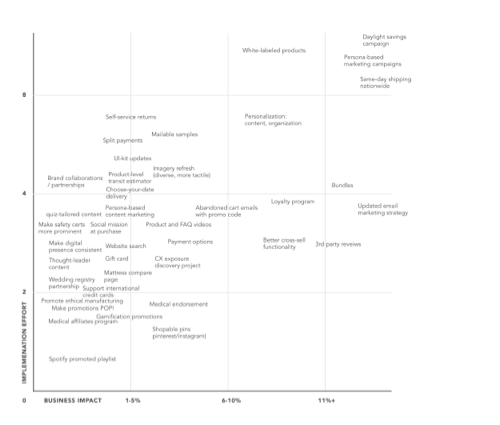 Daylight savings
campaign
White-labeled products
Persona-based
marketing campaigns
Same-day shipping
nationwide
8
Self-service returns
Personalization:
content, organization
Mailable samples
Split payments
UI-kit updates
Imagery refresh
(diverse, more tactile)
Product-level
transit estimator
Brand collaborations
/ partnerships
Bundles
Choose-your-date
delivery
4
Loyalty program
Updated email
marketing strategy
Abandoned cart emails
with promo code
Persona-based
content marketing
quiz-tailored content
Make safety certs
more prominent
Social mission
at purchase
Product and FAQ videos
Make digital
presence consistent
Website search
Payment options
Better cross-sell
functionality
3rd party reveiws
Thought-leader
content
Gift card
CX exposure
discovery project
Mattress compare
page
Wedding registry
partnership
Support international
credit cards
2
Promote ethical manufacturing
Make promotions POP!
Medical endorsement
Gamification promotions
Medical affiliates program
Shopable pins
pinterest/instagram)
Spotify promoted playlist
IMPLEMENATION EFFORT
0
BUSINESS IMPACT
1-5%
6-10%
11%+